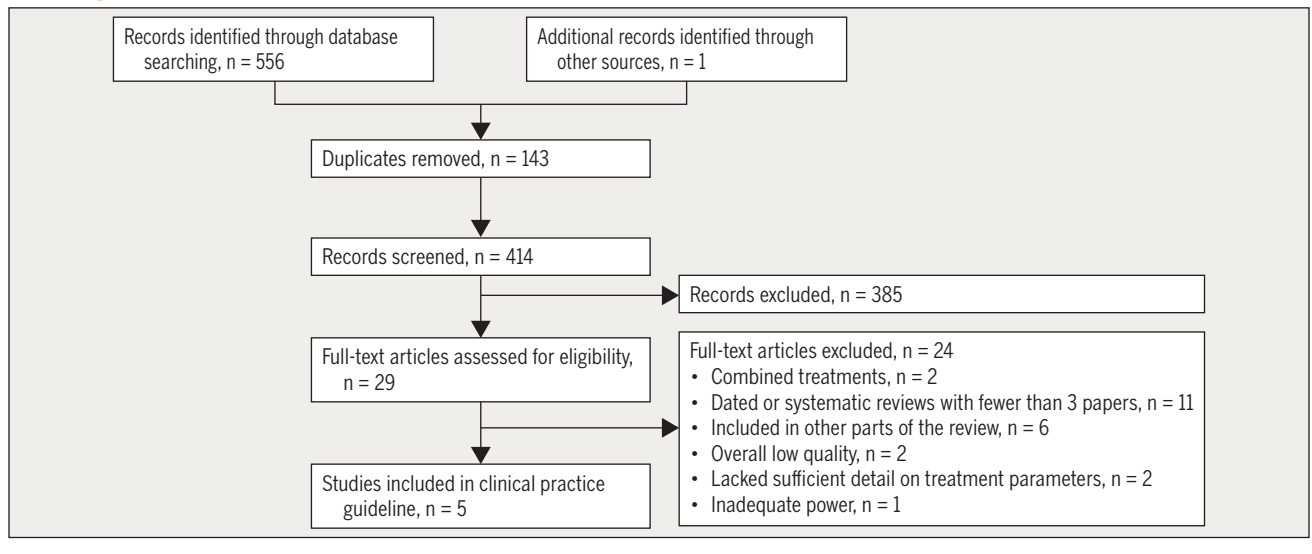 Records identified through database
searching, n = 556
Additional records identified through
other sources, n = 1
Duplicates removed, n = 143
Records screened, n = 414
Records excluded, n = 385
Full-text articles assessed for eligibility,
n = 29
Full-text articles excluded, n = 24
• Combined treatments, n = 2
• Dated or systematic reviews with fewer than 3 papers, n = 11
• Included in other parts of the review, n = 6
• Overall low quality, n = 2
• Lacked sufficient detail on treatment parameters, n = 2
• Inadequate power, n = 1
Studies included in clinical practice
guideline, n = 5